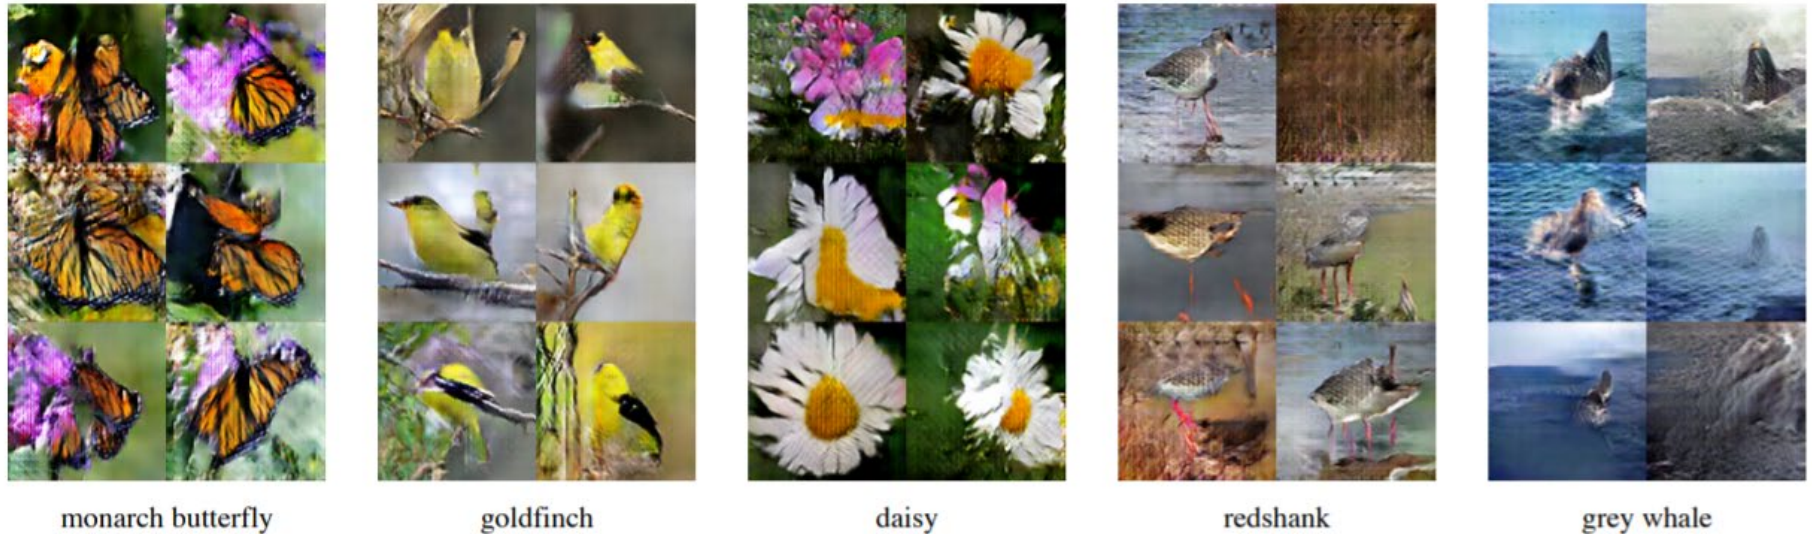 monarch butterfly
goldfinch
daisy
redshank
grey whale